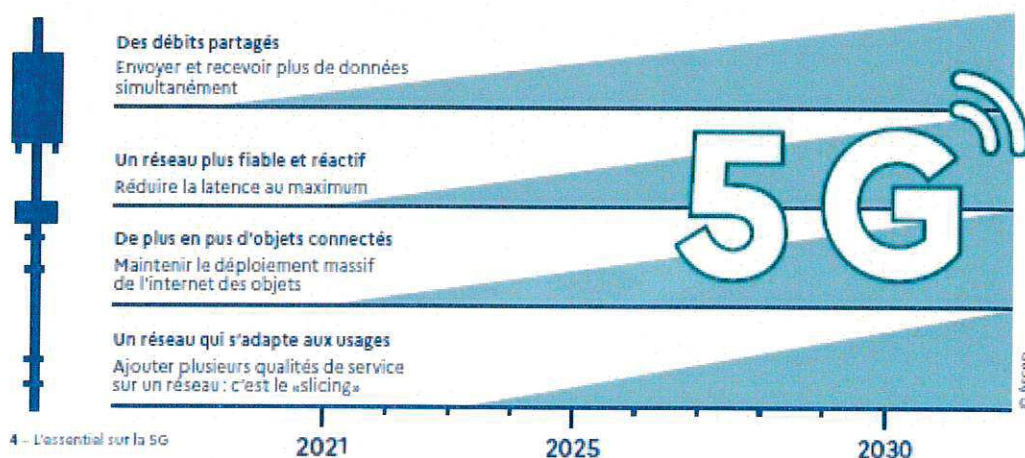 Des débits partagés
Envoyer et recevoir plus de données
simultanément
Un réseau plus fiable et réactif
Réduire la latence au maximum
5G
De plus en pus d'objets connectés
Maintenir le déploiement massif
de l'internet des objets
Un réseau qui s'adapte aux usages
Ajouter plusieurs qualités de service
sur un réseau : c'est le «slicing»
© Arcep
4 - L'essentiel sur la 5G
2021
2025
2030